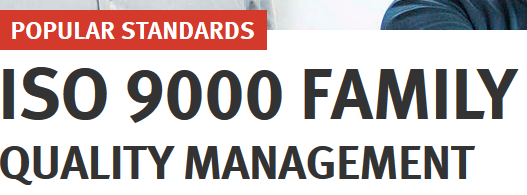 POPULAR STANDARDS
ISO 9000 FAMILY
QUALITY MANAGEMENT